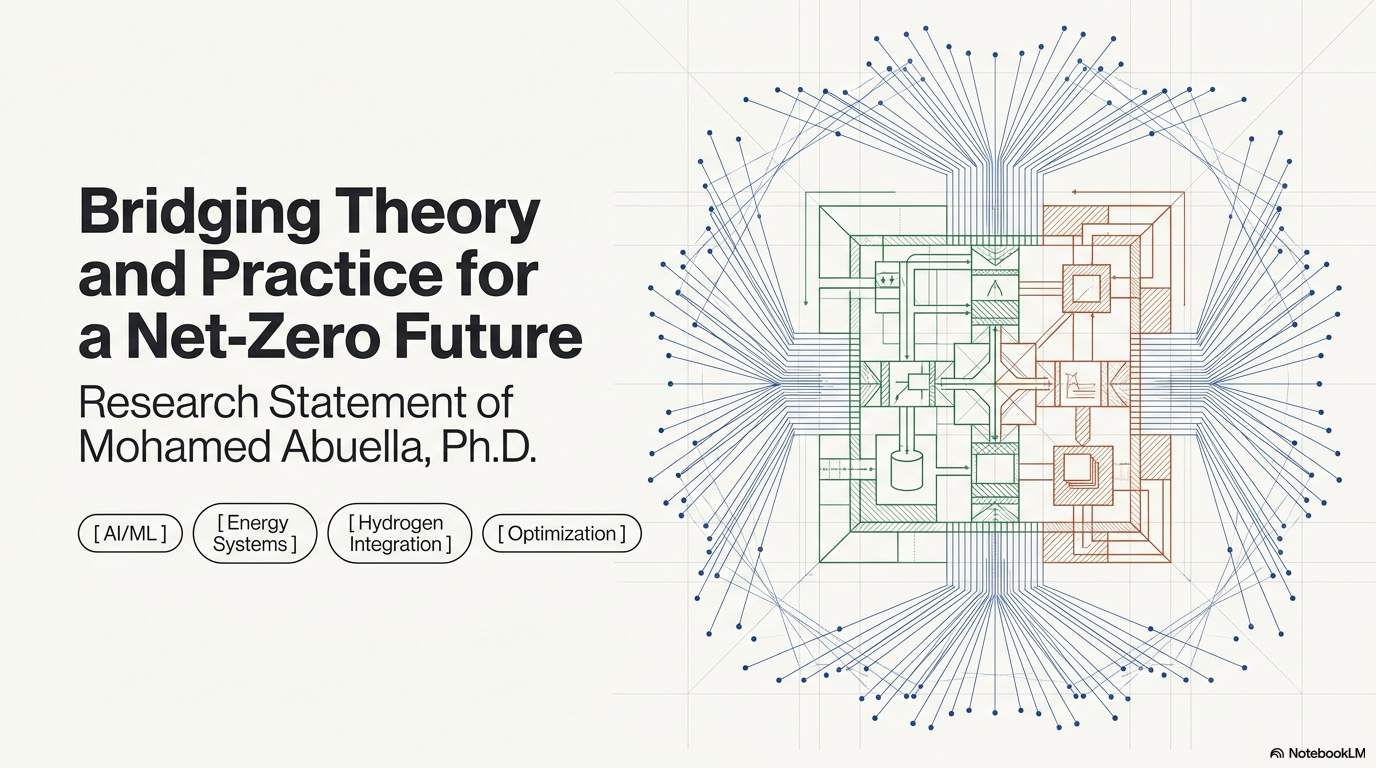 Bridging Theory
and Practice for
a Net-Zero Future
Research Statement of
Mohamed Abuella, Ph.D.
[ AI/ML ]
[ Energy
Systems ]
[ Hydrogen
Integration ]
[ Optimization ]
NotebookLM